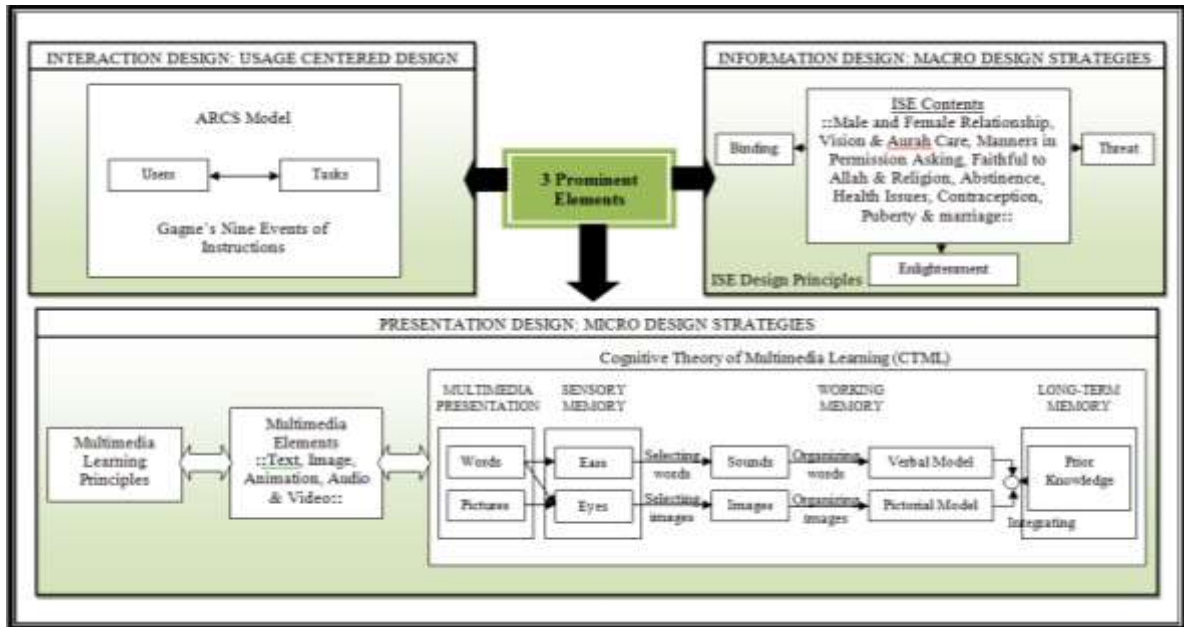 INTERACTION DESIGN: USAGE CENTERED DESIGN
ARCS Model
Users
Tasks
Gagne's Nine Events of
Instructions
3 Prominent
Elements
INFORMATION DESIGN: MACRO DESIGN STRATEGIES
ISE Contents
::Male and Female Relationship,
Vision & Aurah Care, Manners in
Permission Asking, Faithful to
Allah & Religion, Abstinence,
Health Issues, Contraception,
Puberty & marriage::
Binding
Threat
Enlightenment
ISE Design Principles
PRESENTATION DESIGN: MICRO DESIGN STRATEGIES
Multimedia
Learning
Principles
Multimedia
Elements
::Text, Image,
Animation, Audio
& Video::
Cognitive Theory of Multimedia Learning (CTML)
MULTIMEDIA
PRESENTATION
SENSORY
MEMORY
WORKING
MEMORY
LONG-TERM
MEMORY
Words
Pictures
Ears
Eyes
Selecting
words
Selecting
images
Sounds
Images
Organizing
words
Organizing
images
Verbal Model
Pictorial Model
Integrating
Prior
Knowledge